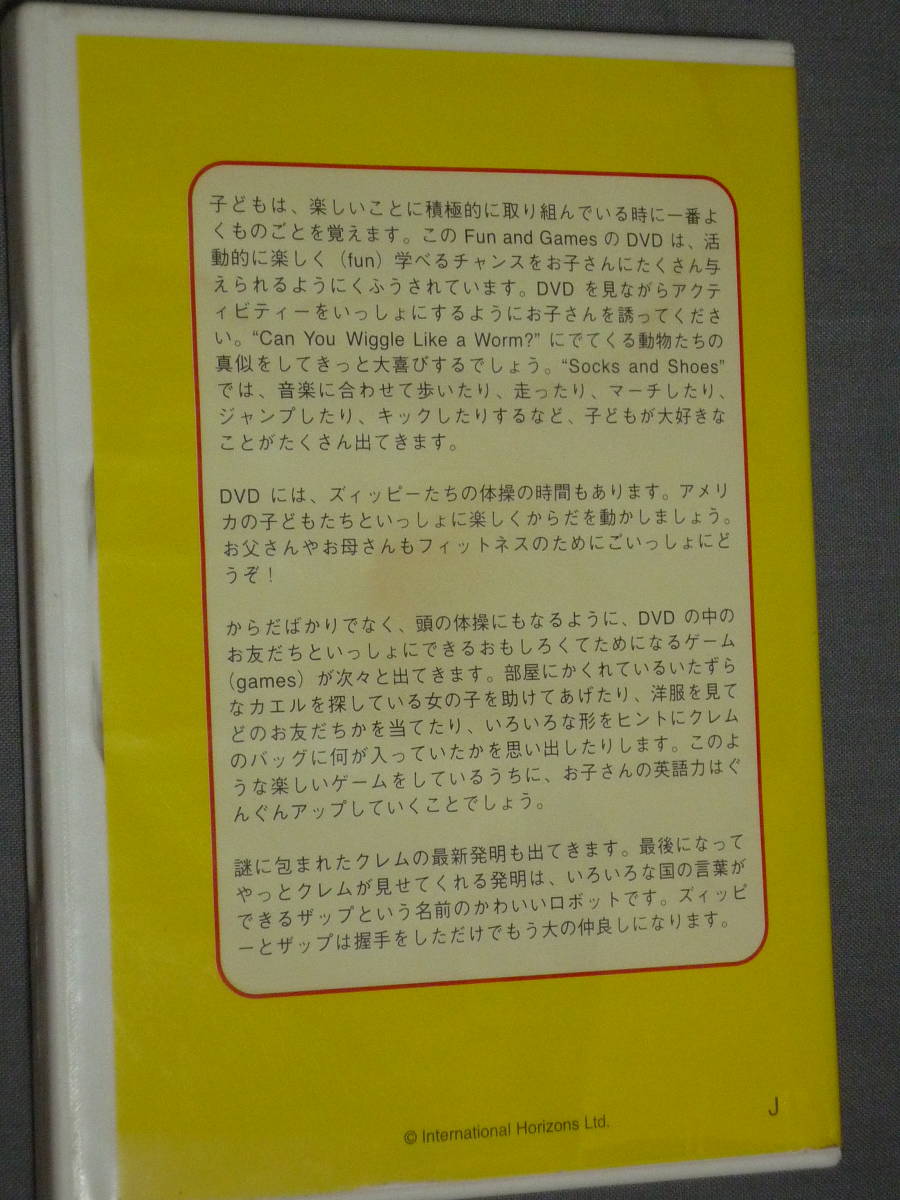 子どもは、楽しいことに積極的に取り組んでいる時に一番よ
くものごとを覚えます。この Fun and Games の DVD は、活
動的に楽しく（fun）学べるチャンスをお子さんにたくさん与
えられるようにくふうされています。DVD を見ながらアクテ
ィビティーをいっしょにするようにお子さんを誘ってくださ
い。“Can You Wiggle Like a Worm?” にでてくる動物たちの
真似をしてきっと大喜びするでしょう。“Socks and Shoes”
では、音楽に合わせて歩いたり、走ったり、マーチしたり、
ジャンプしたり、キックしたりするなど、子どもが大好きな
ことがたくさん出てきます。
DVD には、ズィッピーたちの体操の時間もあります。アメリ
カの子どもたちといっしょに楽しくからだを動かしましょう。
お父さんやお母さんもフィットネスのためにごいっしょにど
うぞ！
からだばかりでなく、頭の体操にもなるように、DVD の中の
お友だちといっしょにできるおもしろくてためになるゲーム
（games）が次々と出てきます。部屋にかくれているいたずら
なカエルを探している女の子を助けてあげたり、洋服を見て
どのお友だちかを当てたり、いろいろな形をヒントにクレム
のバッグに何が入っていたかを思い出したりします。このよ
うな楽しいゲームをしているうちに、お子さんの英語力はぐ
んぐんアップしていくことでしょう。
謎に包まれたクレムの最新発明も出てきます。最後になって
やっとクレムが見せてくれる発明は、いろいろな国の言葉が
できるザップという名前のかわいいロボットです。ズィッピ
ーとザップは握手をしただけでもう大の仲良しになります。
J
© International Horizons Ltd.